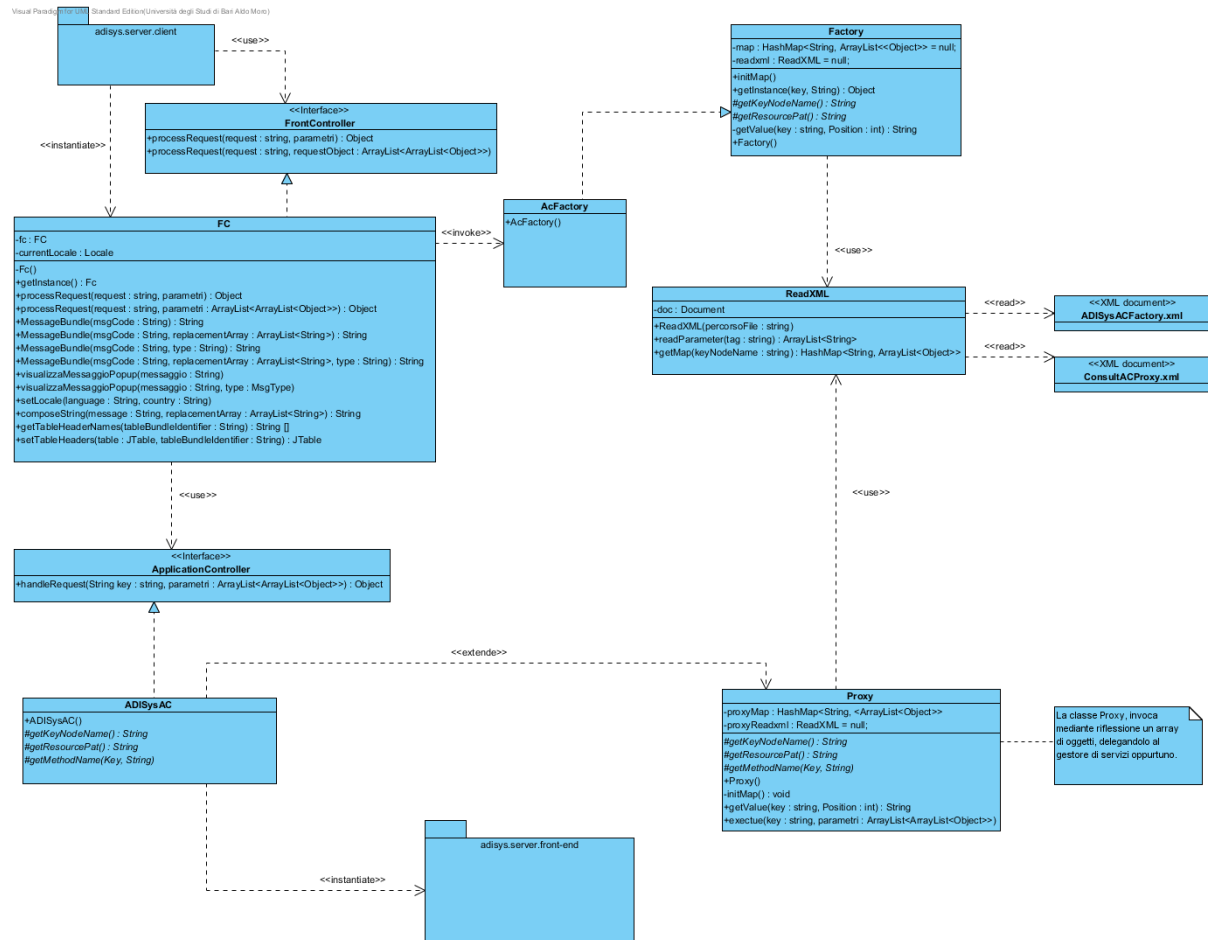 Visual Paradigm for UML Standard Edition(Università degli Studi di Bari Aldo Moro)
adisys.server.client
<<use>>
<<instantiate>>
<<Interface>>
FrontController
+processRequest(request : string, parametri) : Object
+processRequest(request : string, requestObject : ArrayList<ArrayList<Object>>)
Factory
-map : HashMap<String, ArrayList<<Object>> = null;
-readxml : ReadXML = null;
+initMap()
+getInstance(key, String) : Object
#getKeyNodeName() : String
#getResourcePat() : String
-getValue(key : string, Position : int) : String
+Factory()
FC
-fc : FC
-currentLocale : Locale
-Fc()
+getInstance() : Fc
+processRequest(request : string, parametri) : Object
+processRequest(request : string, parametri : ArrayList<ArrayList<Object>>) : Object
+MessageBundle(msgCode : String) : String
+MessageBundle(msgCode : String, replacementArray : ArrayList<String>) : String
+MessageBundle(msgCode : String, type : String) : String
+MessageBundle(msgCode : String, replacementArray : ArrayList<String>, type : String) : String
+visualizzaMessaggioPopup(messaggio : String)
+visualizzaMessaggioPopup(messaggio : String, type : MsgType)
+setLocale(language : String, country : String)
+composeString(message : String, replacementArray : ArrayList<String>) : String
+getTableHeaderNames(tableBundleIdentifier : String) : String []
+setTableHeaders(table : JTable, tableBundleIdentifier : String) : JTable
<<invoke>>
AcFactory
+AcFactory()
<<use>>
ReadXML
-doc : Document
+ReadXML(percorsoFile : string)
+readParameter(tag : string) : ArrayList<String>
+getMap(keyNodeName : string) : HashMap<String, ArrayList<Object>>
<<read>>
<<read>>
<<XML document>>
ADISysACFactory.xml
<<XML document>>
ConsultACProxy.xml
<<use>>
<<use>>
<<Interface>>
ApplicationController
+handleRequest(String key : string, parametri : ArrayList<ArrayList<Object>>) : Object
<<extende>>
ADISysAC
+ADISysAC()
#getKeyNodeName() : String
#getResourcePat() : String
#getMethodName(Key, String)
Proxy
-proxyMap : HashMap<String, <ArrayList<Object>>
-proxyReadxml : ReadXML = null;
#getKeyNodeName() : String
#getResourcePat() : String
#getMethodName(Key, String)
+Proxy()
-initMap() : void
+getValue(key : string, Position : int) : String
+exectue(key : string, parametri : ArrayList<ArrayList<Object>>)
La classe Proxy, invoca
mediante riflessione un array
di oggetti, delegandolo al
gestore di servizi oppurtuno.
<<instantiate>>
adisys.server.front-end